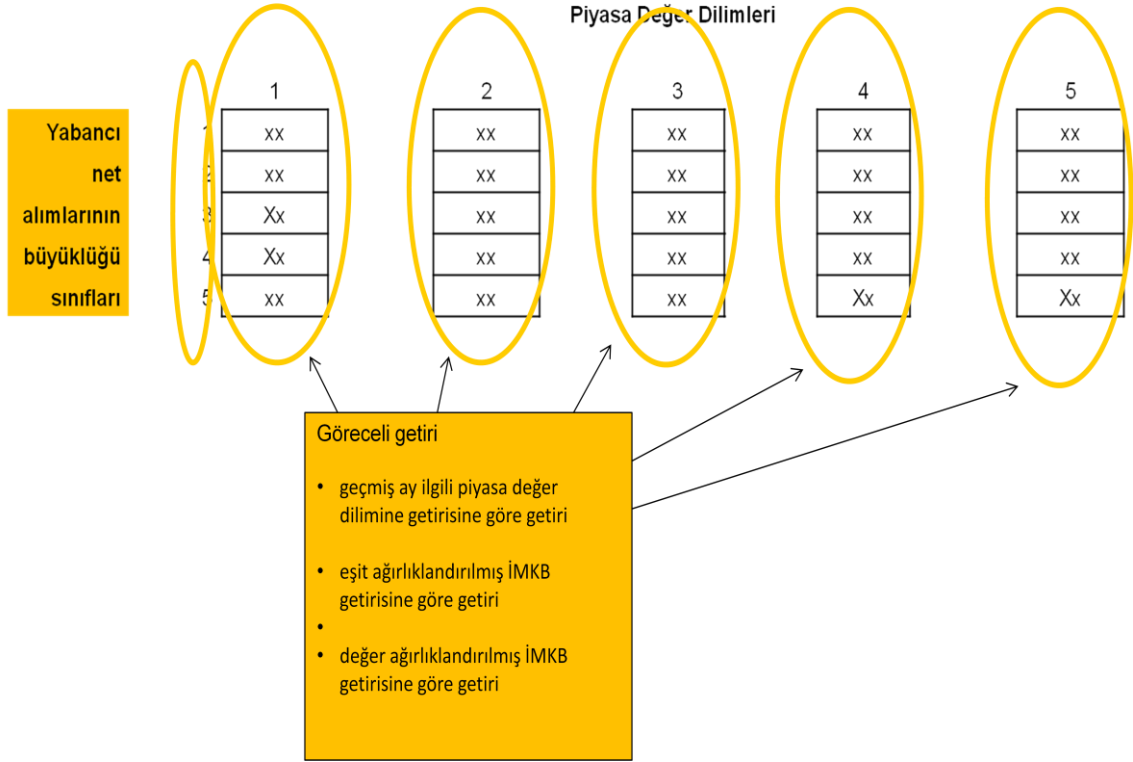 Piyasa Değer Dilimleri
1 2 3 4 5
Yabancı 1 xx xx xx xx xx
net 2 xx xx xx xx xx
alımlarının 3 Xx xx xx xx xx
büyüklüğü 4 Xx xx xx xx xx
sınıfları 5 xx xx xx Xx Xx
Göreceli getiri
• geçmiş ay ilgili piyasa değer
dilimine getirisine göre getiri
• eşit ağırlıklandırılmış İMKB
getirisine göre getiri
•
• değer ağırlıklandırılmış İMKB
getirisine göre getiri